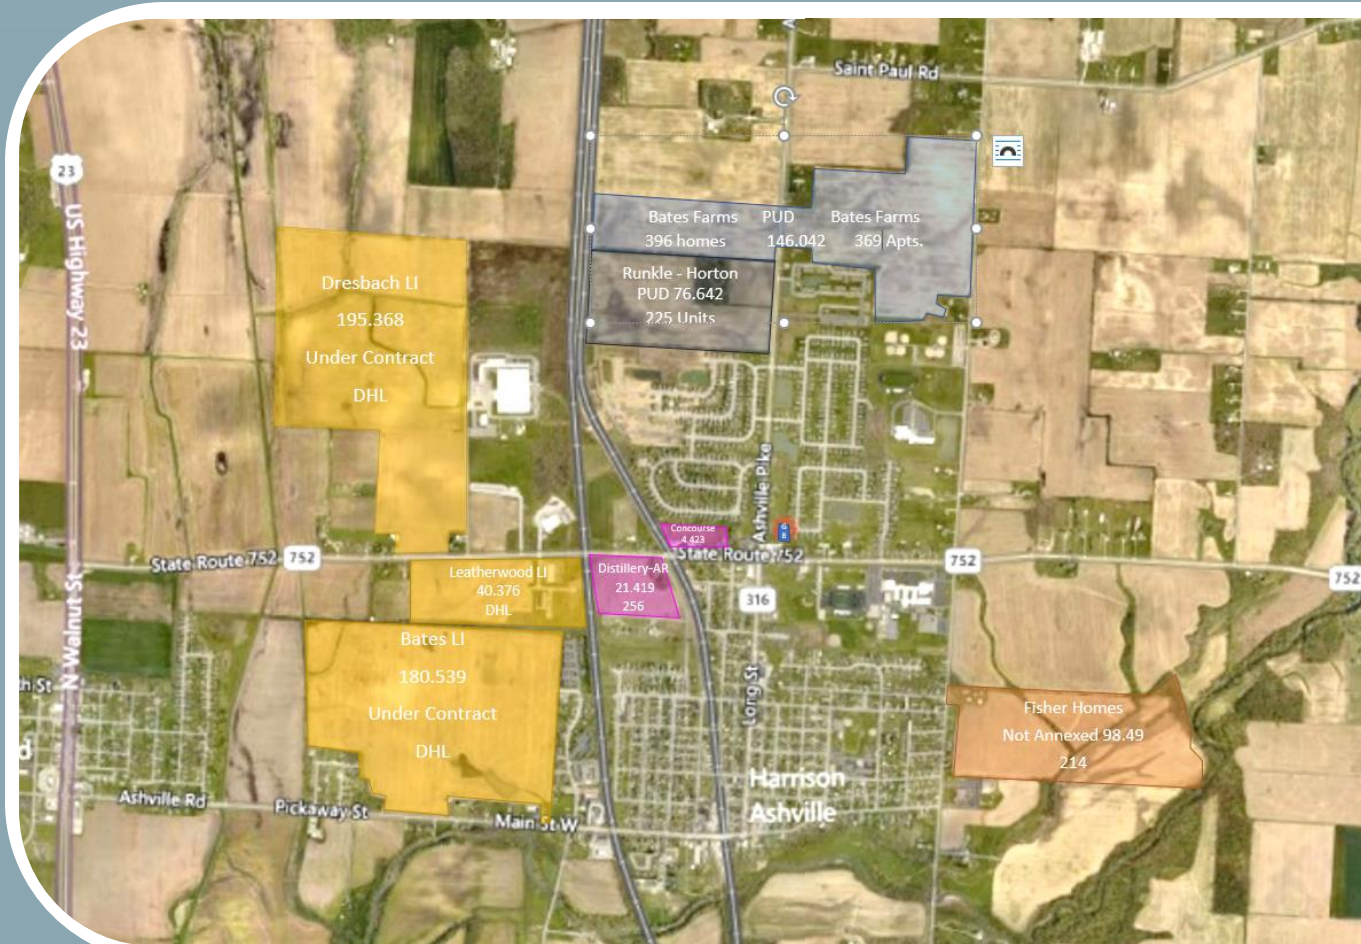 Saint Paul Rd
23
US Highway 23
Bates Farms PUD Bates Farms
396 homes 146.042 369 Apts.
Runkle - Horton
PUD 76.642
225 Units
Dresbach LI
195.368
Under Contract
DHL
Ashville Pike
Concourse
4.423
State Route 752
752
State Route 752
752
752
Leatherwood LI
40.376
DHL
Distillery-AR
21.419
256
316
Bates LI
180.539
Under Contract
DHL
N Walnut St
th St
d
Long St
Fisher Homes
Not Annexed 98.49
214
Harrison
Ashville
Ashville Rd
Pickaway St
Main St W